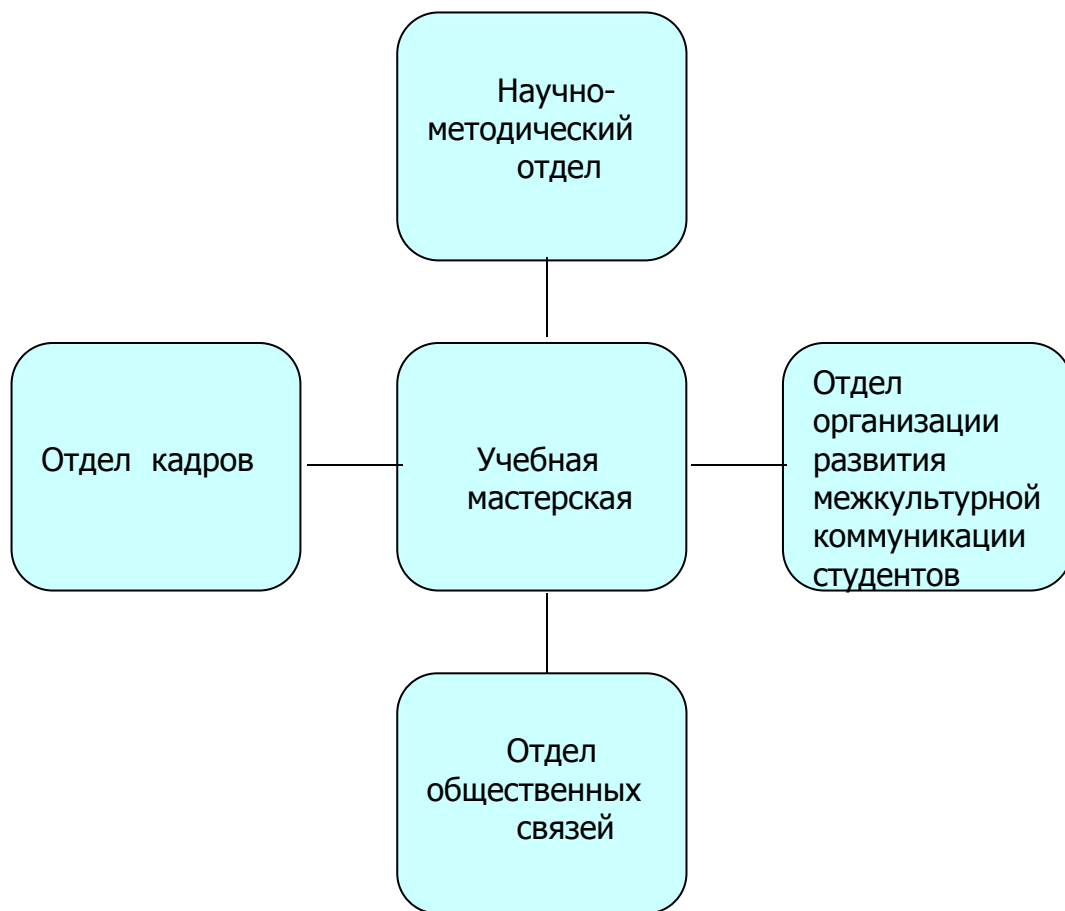 Научно-
методический
отдел
Отдел кадров
Учебная
мастерская
Отдел
организации
развития
межкультурной
коммуникации
студентов
Отдел
общественных
связей